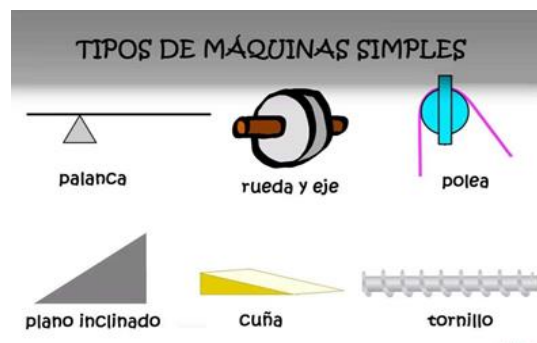 TIPOS DE MÁQUINAS SIMPLES
palanca
rueda y eje
polea
plano inclinado
cuña
tornillo